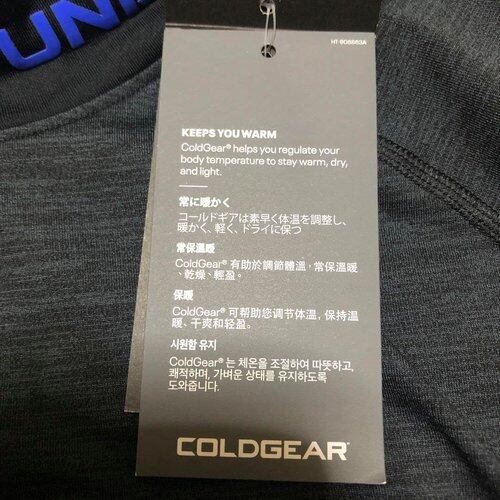 UN
HT-908663A
KEEPS YOU WARM
ColdGear® helps you regulate your
body temperature to stay warm, dry,
and light.
常に暖かく
コールドギアは素早く体温を調整し、
暖かく、軽く、ドライに保つ
常保溫暖
ColdGear® 有助於調節體溫，常保溫暖
、乾燥、輕盈。
保暖
ColdGear® 可帮助您调节体温，保持温
暖、干爽和轻盈。
시원함 유지
ColdGear® 는 체온을 조절하여 따뜻하고,
쾌적하며, 가벼운 상태를 유지하도록
도와줍니다.
COLDGEAR